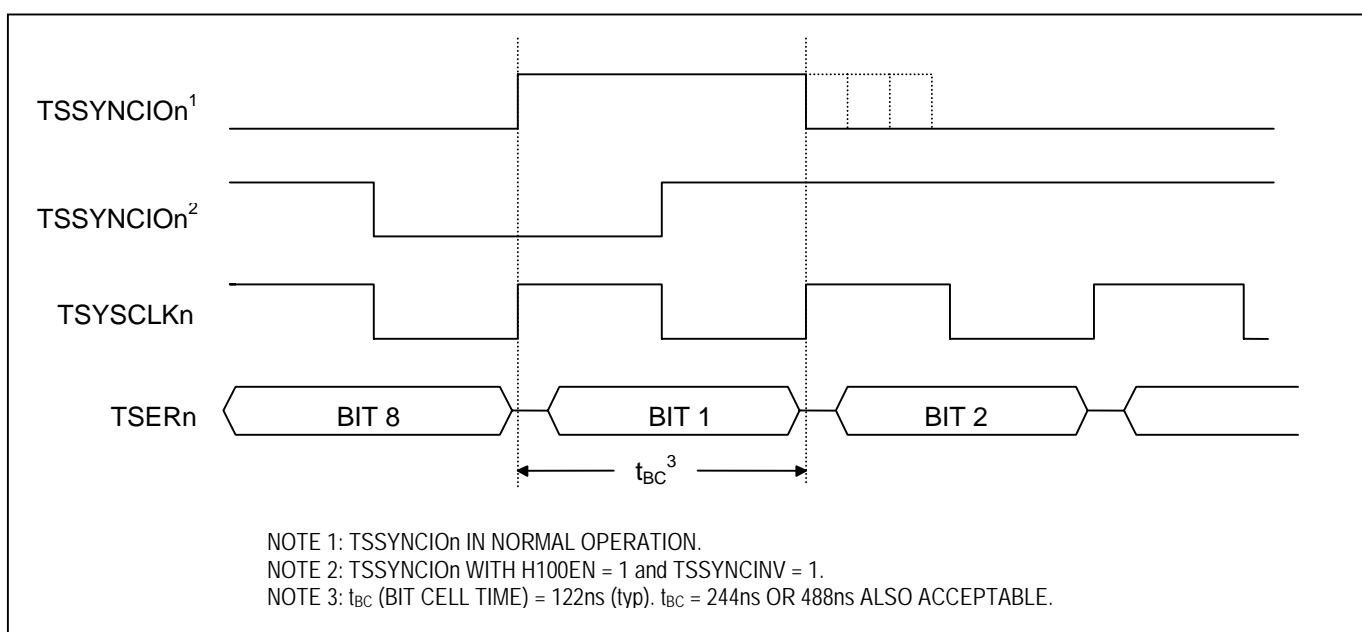 TSSYNCIOn¹
TSSYNCIOn²
TSYSCLKn
TSERn
BIT 8
BIT 1
BIT 2
tBC³
NOTE 1: TSSYNCIOn IN NORMAL OPERATION.
NOTE 2: TSSYNCIOn WITH H100EN = 1 and TSSYNCINV = 1.
NOTE 3: tBC (BIT CELL TIME) = 122ns (typ). tBC = 244ns OR 488ns ALSO ACCEPTABLE.